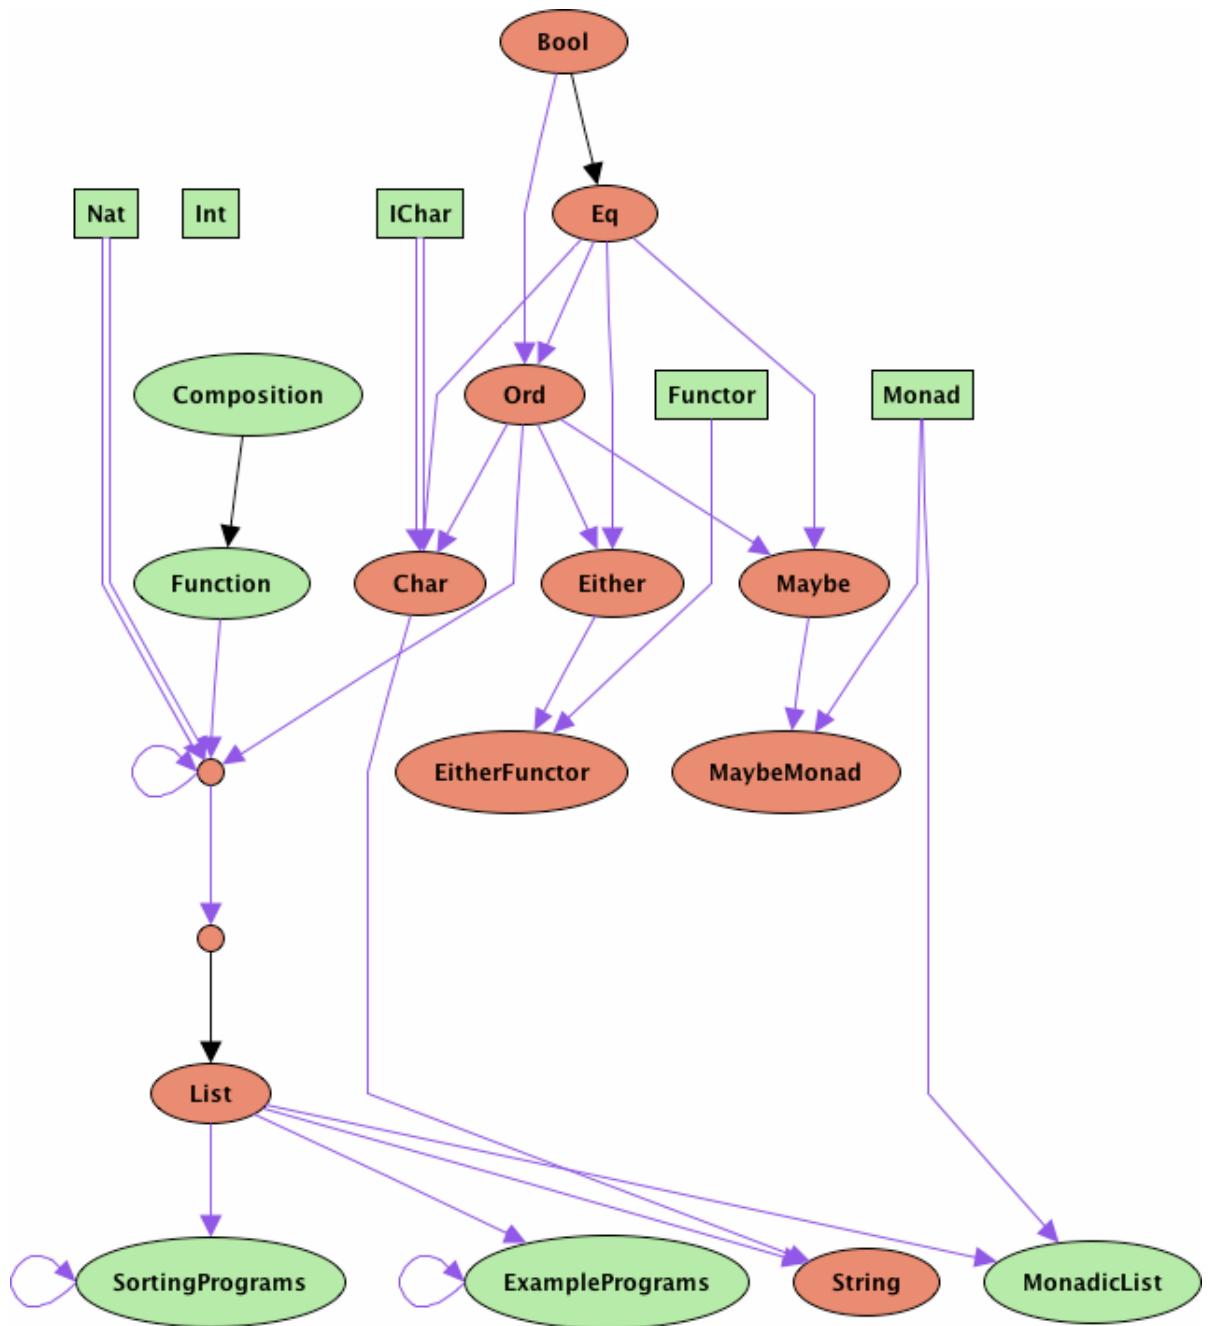 Bool
Nat
Int
IChar
Eq
Composition
Ord
Functor
Monad
Function
Char
Either
Maybe
EitherFunctor
MaybeMonad
List
SortingPrograms
ExamplePrograms
String
MonadicList